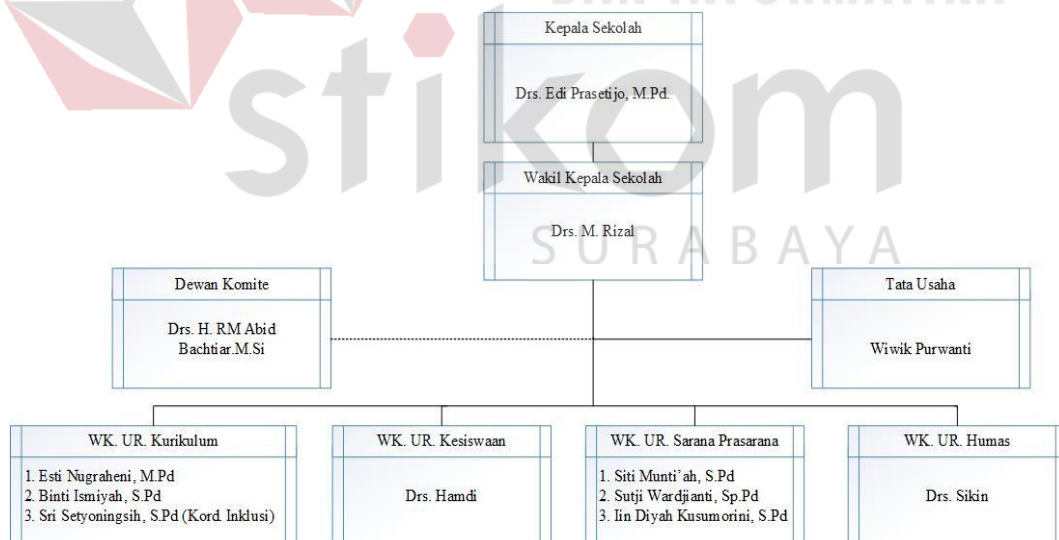 DAN INFORMATIKA
stikom
SURABAYA
Kepala Sekolah
Drs. Edi Prasetijo, M.Pd.
Wakil Kepala Sekolah
Drs. M. Rizal
Dewan Komite
Drs. H. RM Abid
Bachtiar.M.Si
Tata Usaha
Wiwik Purwanti
WK. UR. Kurikulum
1. Esti Nugraheni, M.Pd
2. Binti Ismiyah, S.Pd
3. Sri Setyoningsih, S.Pd (Kord. Inklusi)
WK. UR. Kesiswaan
Drs. Hamdi
WK. UR. Sarana Prasarana
1. Siti Munti’ah, S.Pd
2. Sutji Wardjianti, Sp.Pd
3. Iin Diyah Kusumorini, S.Pd
WK. UR. Humas
Drs. Sikin